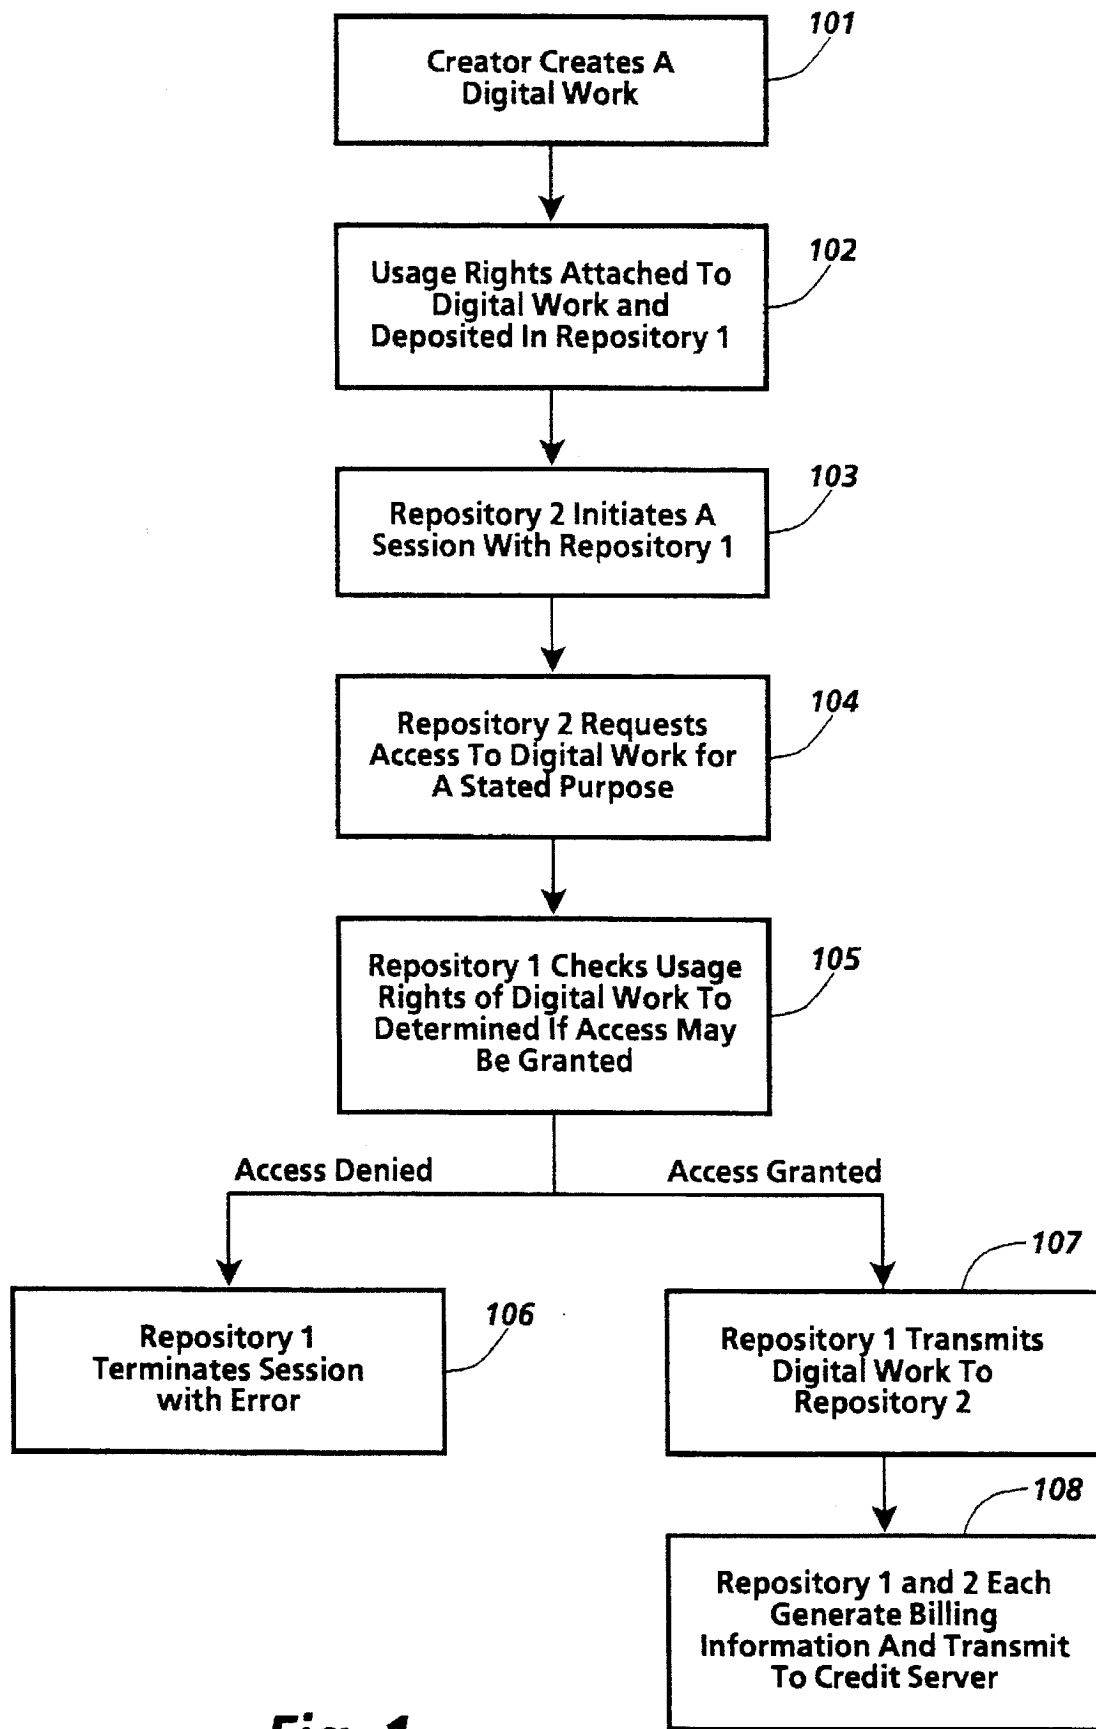 101
Creator Creates A
Digital Work
102
Usage Rights Attached To
Digital Work and
Deposited In Repository 1
103
Repository 2 Initiates A
Session With Repository 1
104
Repository 2 Requests
Access To Digital Work for
A Stated Purpose
105
Repository 1 Checks Usage
Rights of Digital Work To
Determined If Access May
Be Granted
Access Denied
Access Granted
106
Repository 1
Terminates Session
with Error
107
Repository 1 Transmits
Digital Work To
Repository 2
108
Repository 1 and 2 Each
Generate Billing
Information And Transmit
To Credit Server
Fig. 1